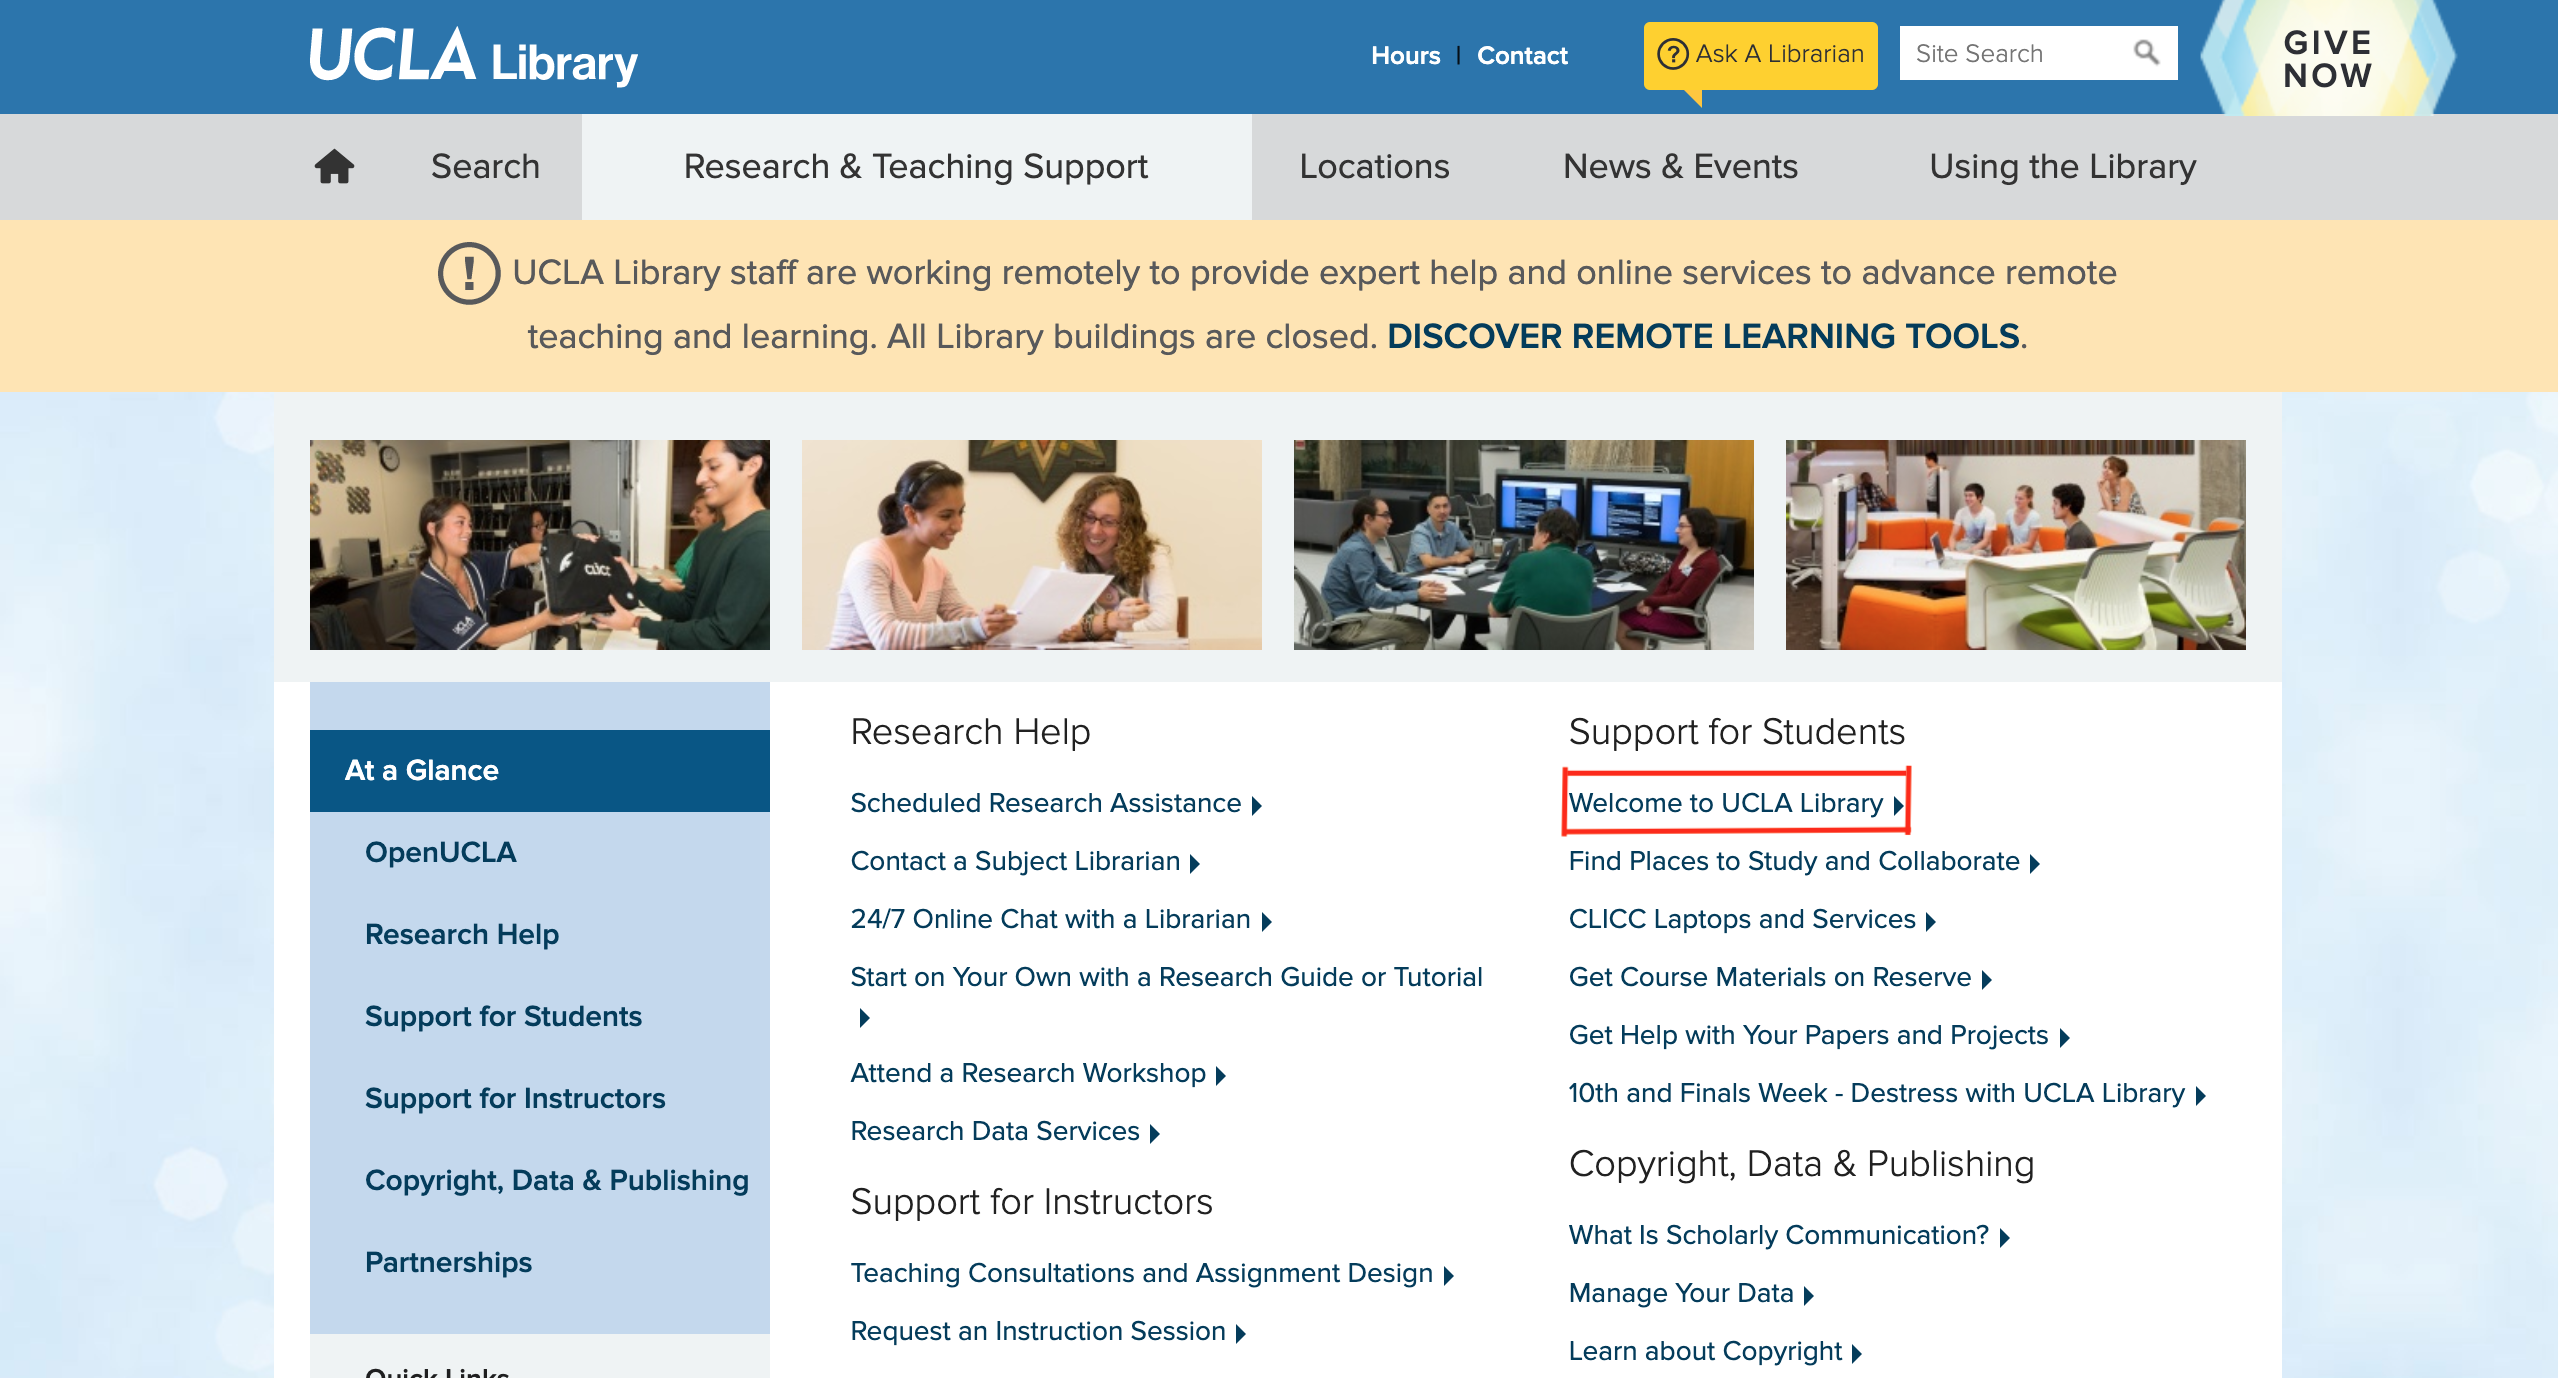 UCLA Library
Hours | Contact
Ask A Librarian
Site Search
GIVE
NOW
Search
Research & Teaching Support
Locations
News & Events
Using the Library
UCLA Library staff are working remotely to provide expert help and online services to advance remote
teaching and learning. All Library buildings are closed. DISCOVER REMOTE LEARNING TOOLS.
CLICC
UCLA
At a Glance
OpenUCLA
Research Help
Support for Students
Support for Instructors
Copyright, Data & Publishing
Partnerships
Quick Links
Research Help
Scheduled Research Assistance
Contact a Subject Librarian
24/7 Online Chat with a Librarian
Start on Your Own with a Research Guide or Tutorial
Attend a Research Workshop
Research Data Services
Support for Instructors
Teaching Consultations and Assignment Design
Request an Instruction Session
Support for Students
Welcome to UCLA Library
Find Places to Study and Collaborate
CLICC Laptops and Services
Get Course Materials on Reserve
Get Help with Your Papers and Projects
10th and Finals Week - Destress with UCLA Library
Copyright, Data & Publishing
What Is Scholarly Communication?
Manage Your Data
Learn about Copyright